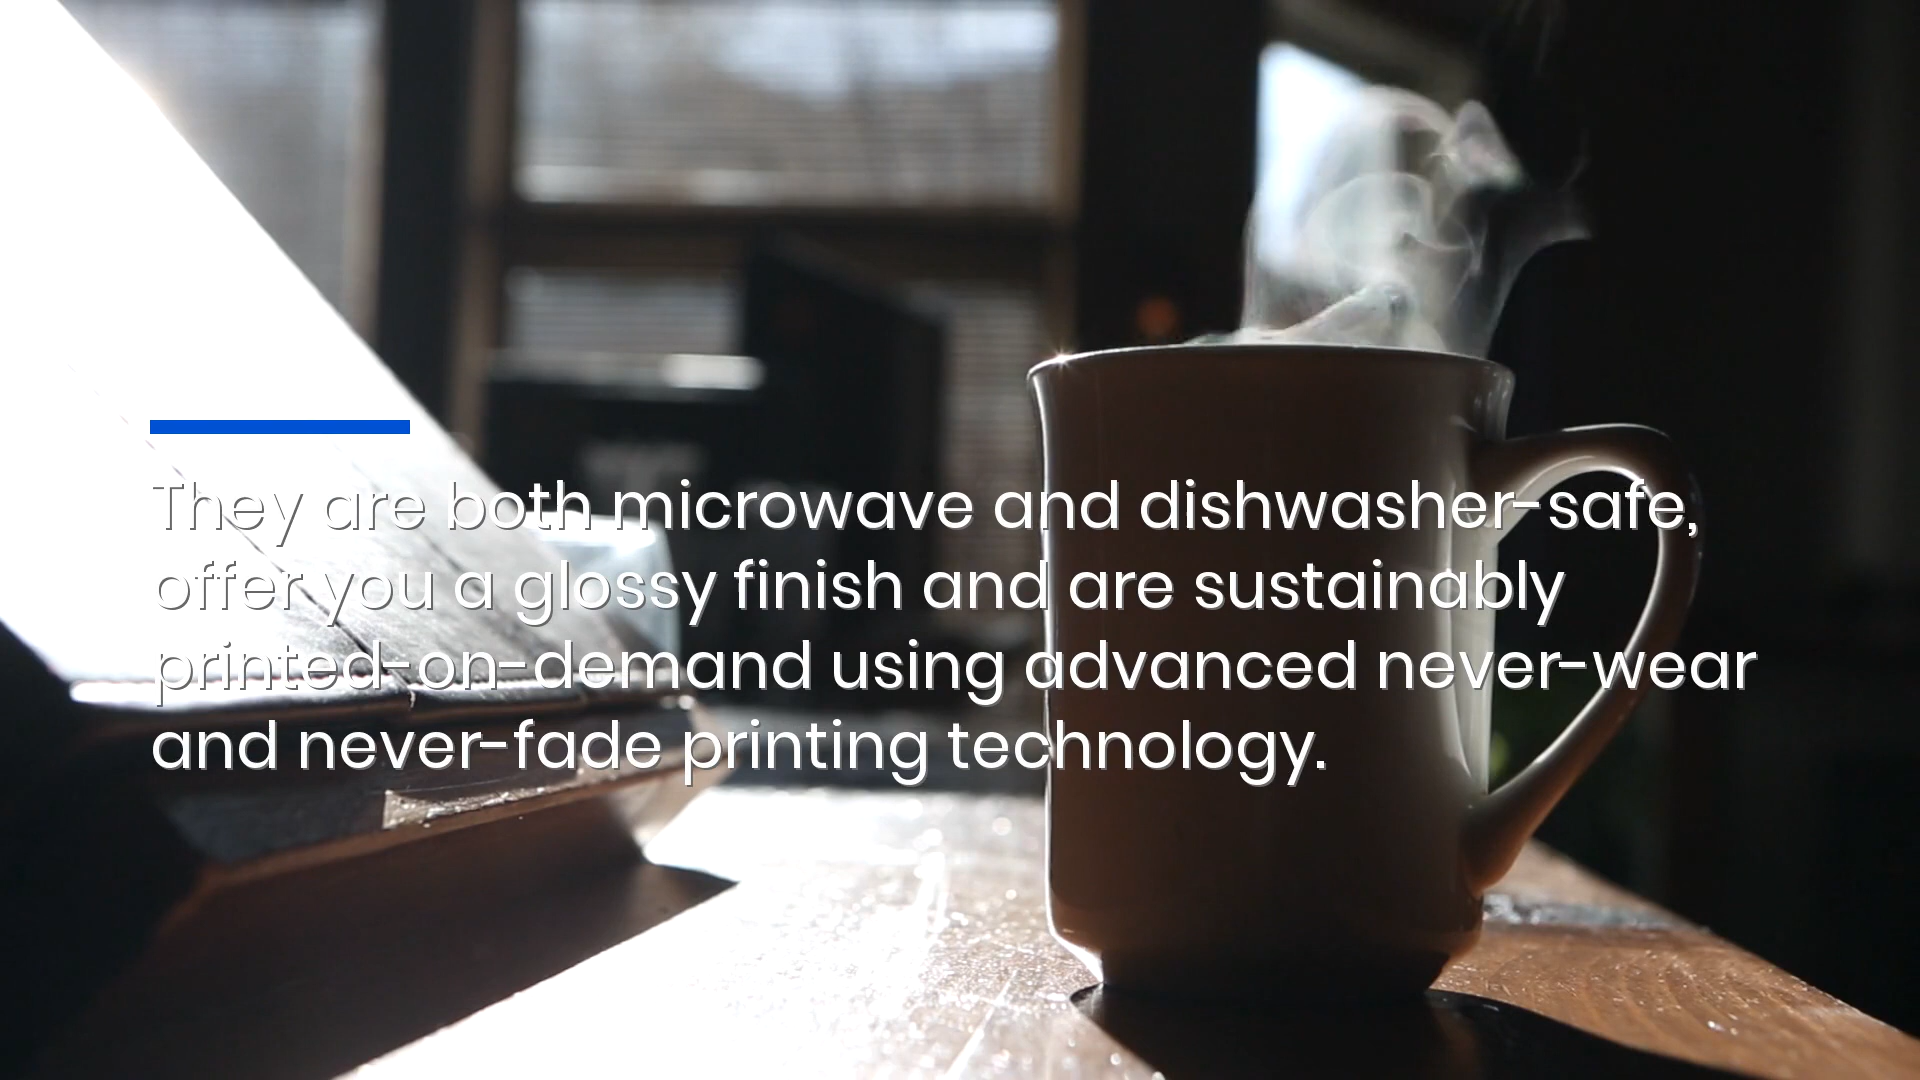 They are both microwave and dishwasher-safe,
offer you a glossy finish and are sustainably
printed-on-demand using advanced never-wear
and never-fade printing technology.